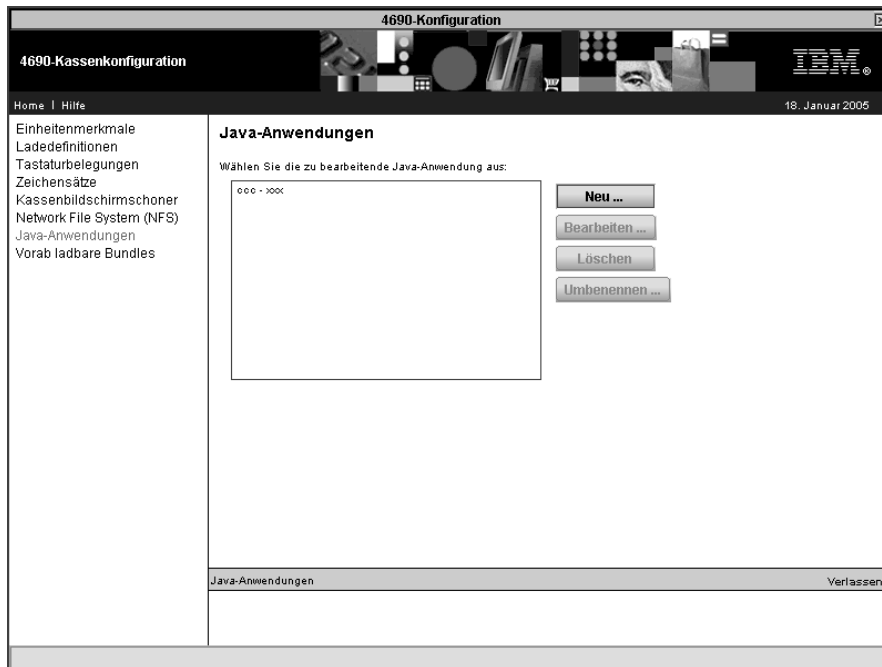 4690-Konfiguration
4690-Kassenkonfiguration
IBM®
Home | Hilfe
18. Januar 2005
Einheitenmerkmale
Ladedefinitionen
Tastaturbelegungen
Zeichensätze
Kassenbildschirmschoner
Network File System (NFS)
Java-Anwendungen
Vorab ladbare Bundles
Java-Anwendungen
Wählen Sie die zu bearbeitende Java-Anwendung aus:
ccc - xxx
Neu ...
Bearbeiten ...
Löschen
Umbenennen ...
Java-Anwendungen
Verlassen